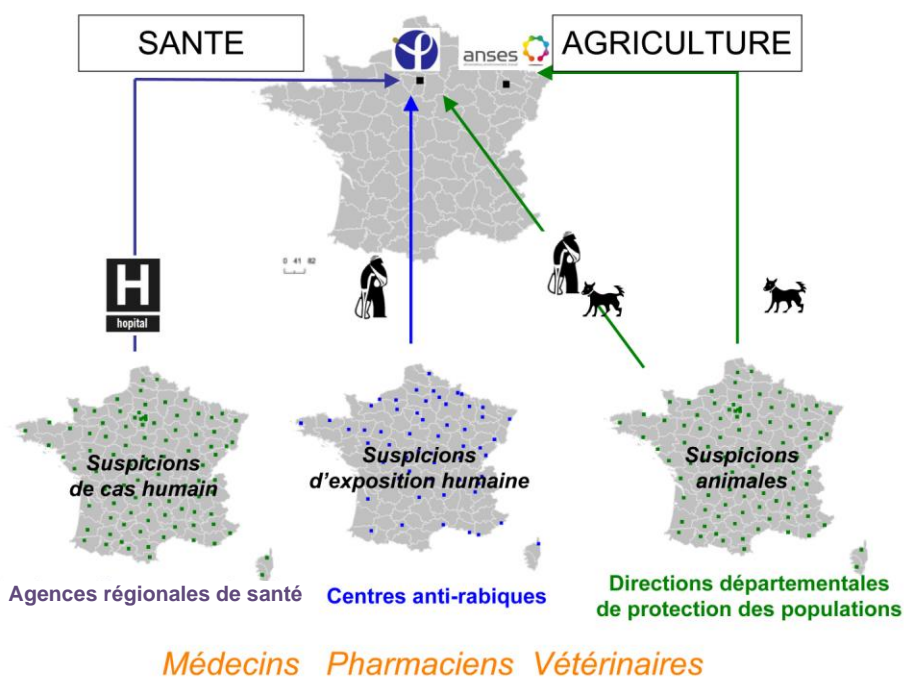 SANTE
anses
AGRICULTURE
0 41 82
H
hopital
Suspicions
de cas humain
Suspicions
d'exposition humaine
Suspicions
animales
Agences régionales de santé
Centres anti-rabiques
Directions départementales
de protection des populations
Médecins Pharmaciens Vétérinaires